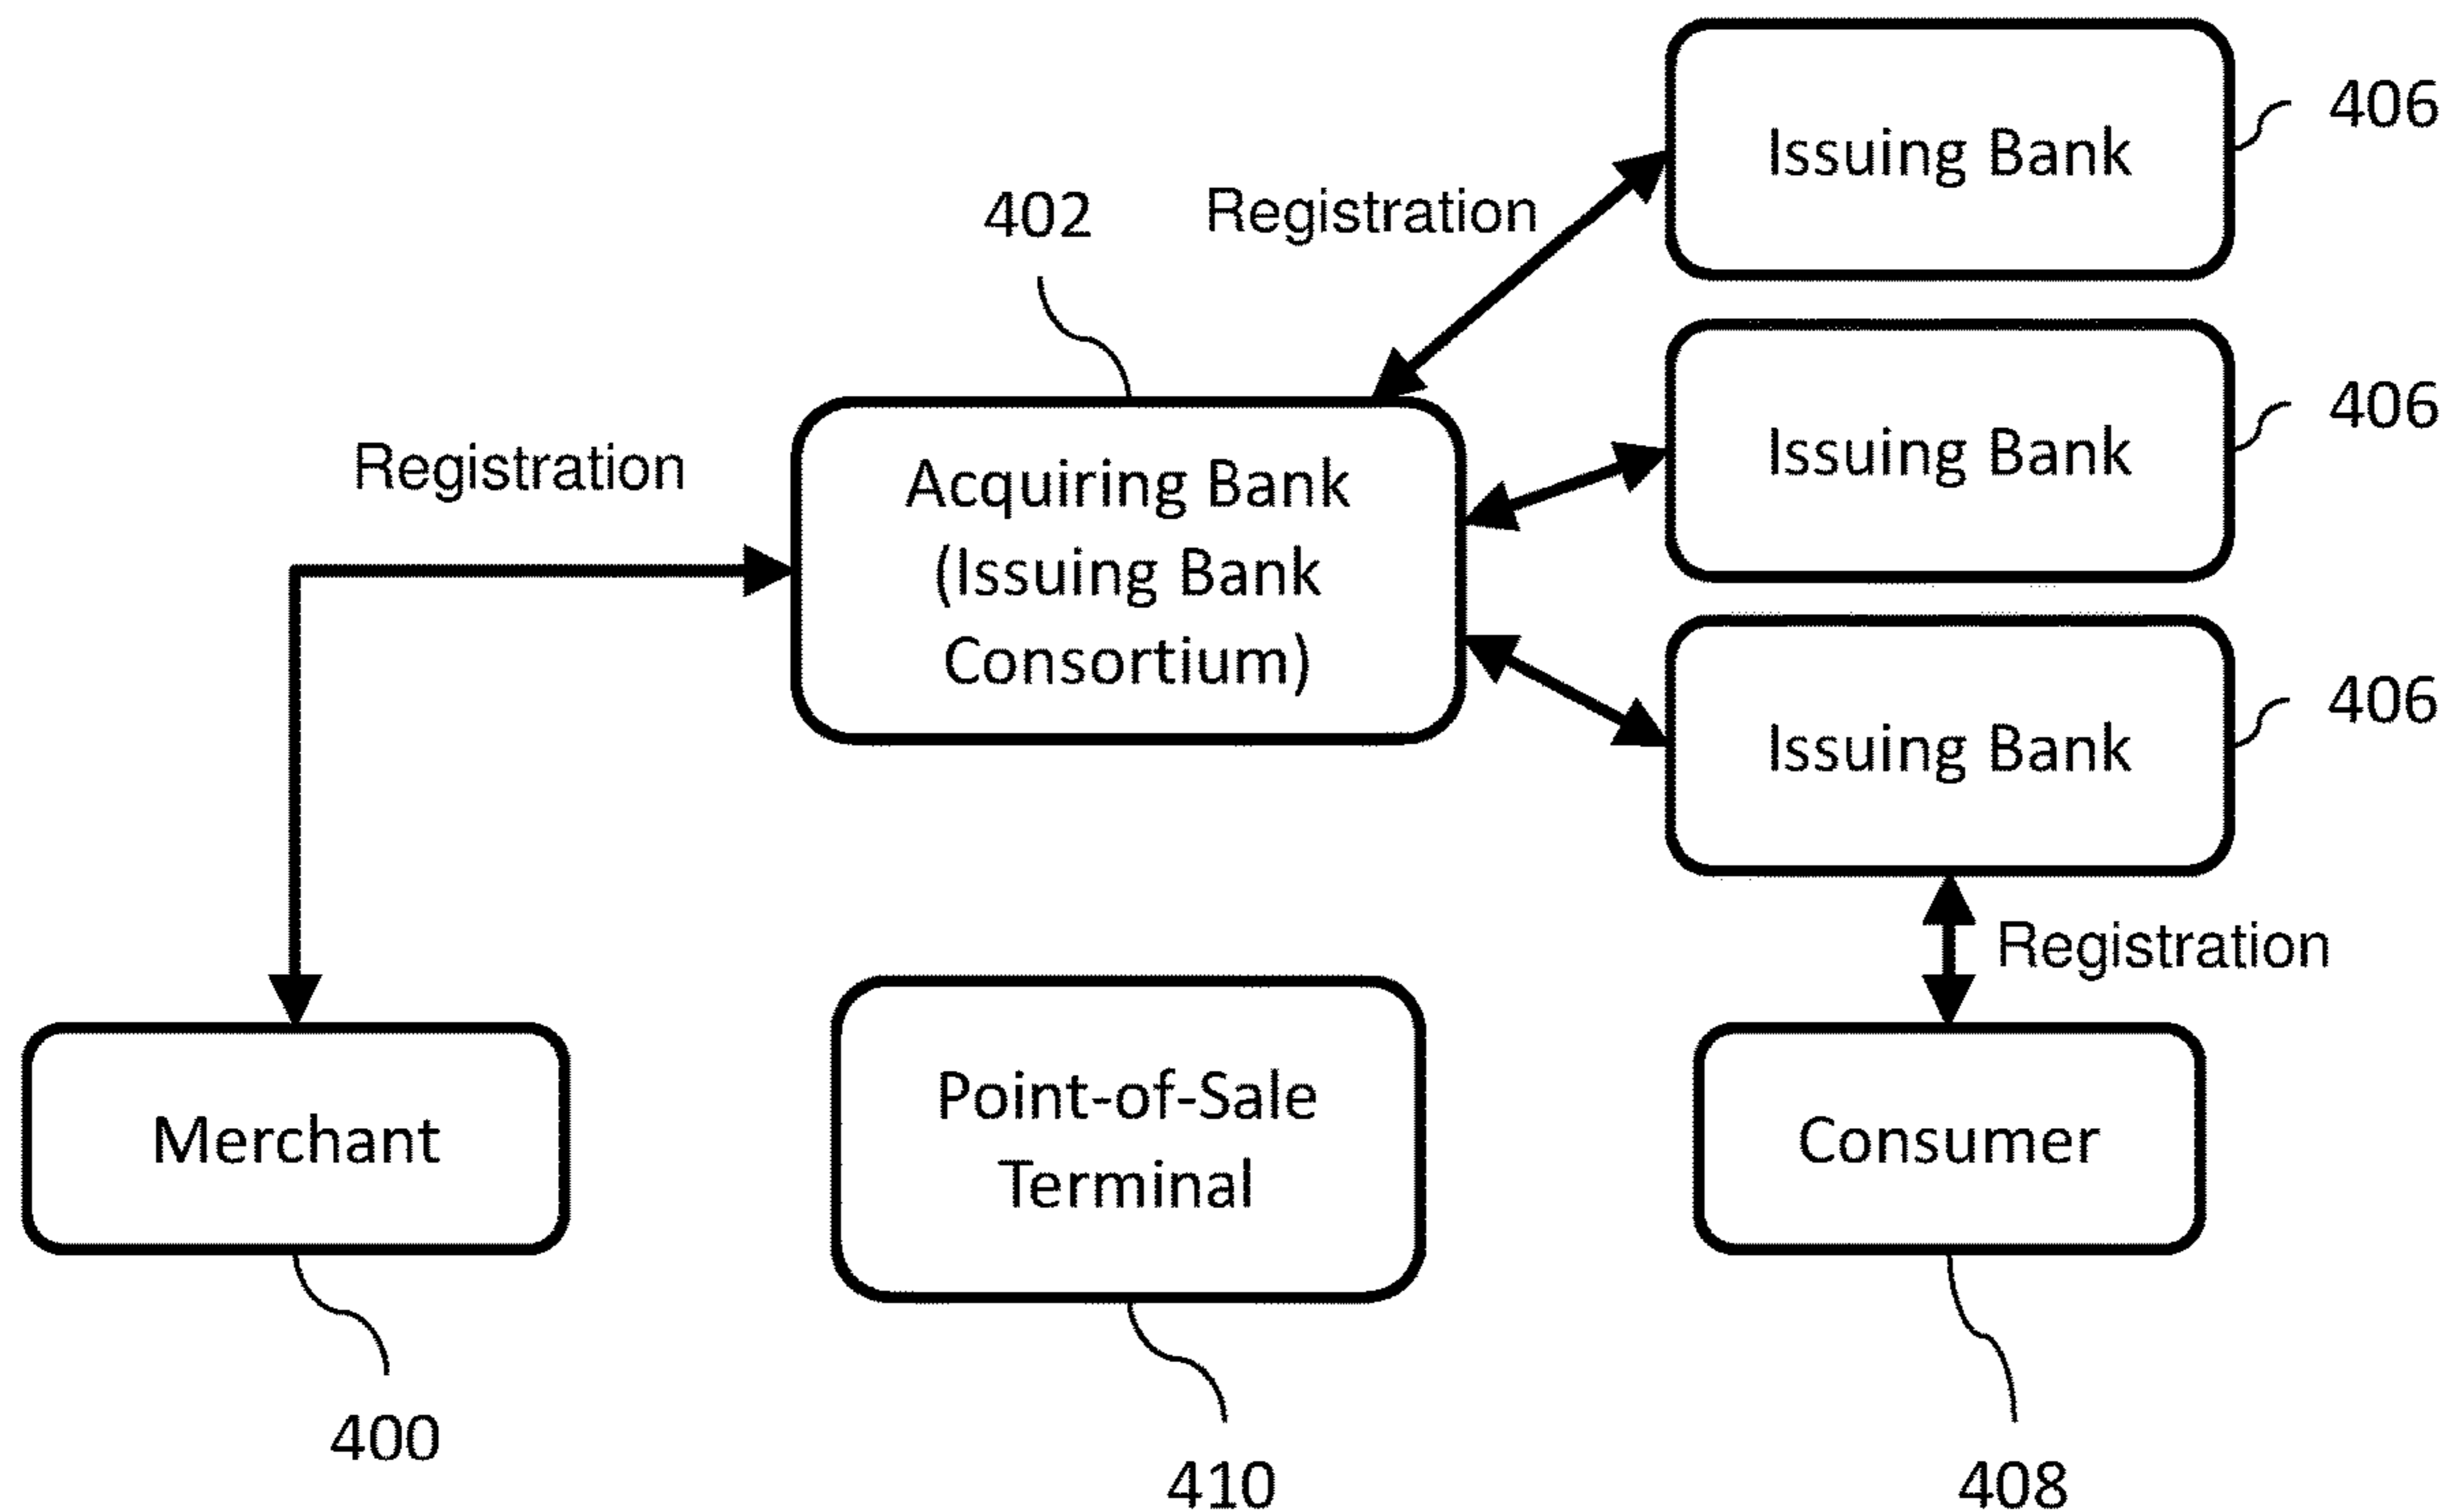 Issuing Bank
406
402
Registration
Issuing Bank
406
Registration
Acquiring Bank
(Issuing Bank
Consortium)
Issuing Bank
406
Registration
Merchant
Point-of-Sale
Terminal
Consumer
400
410
408